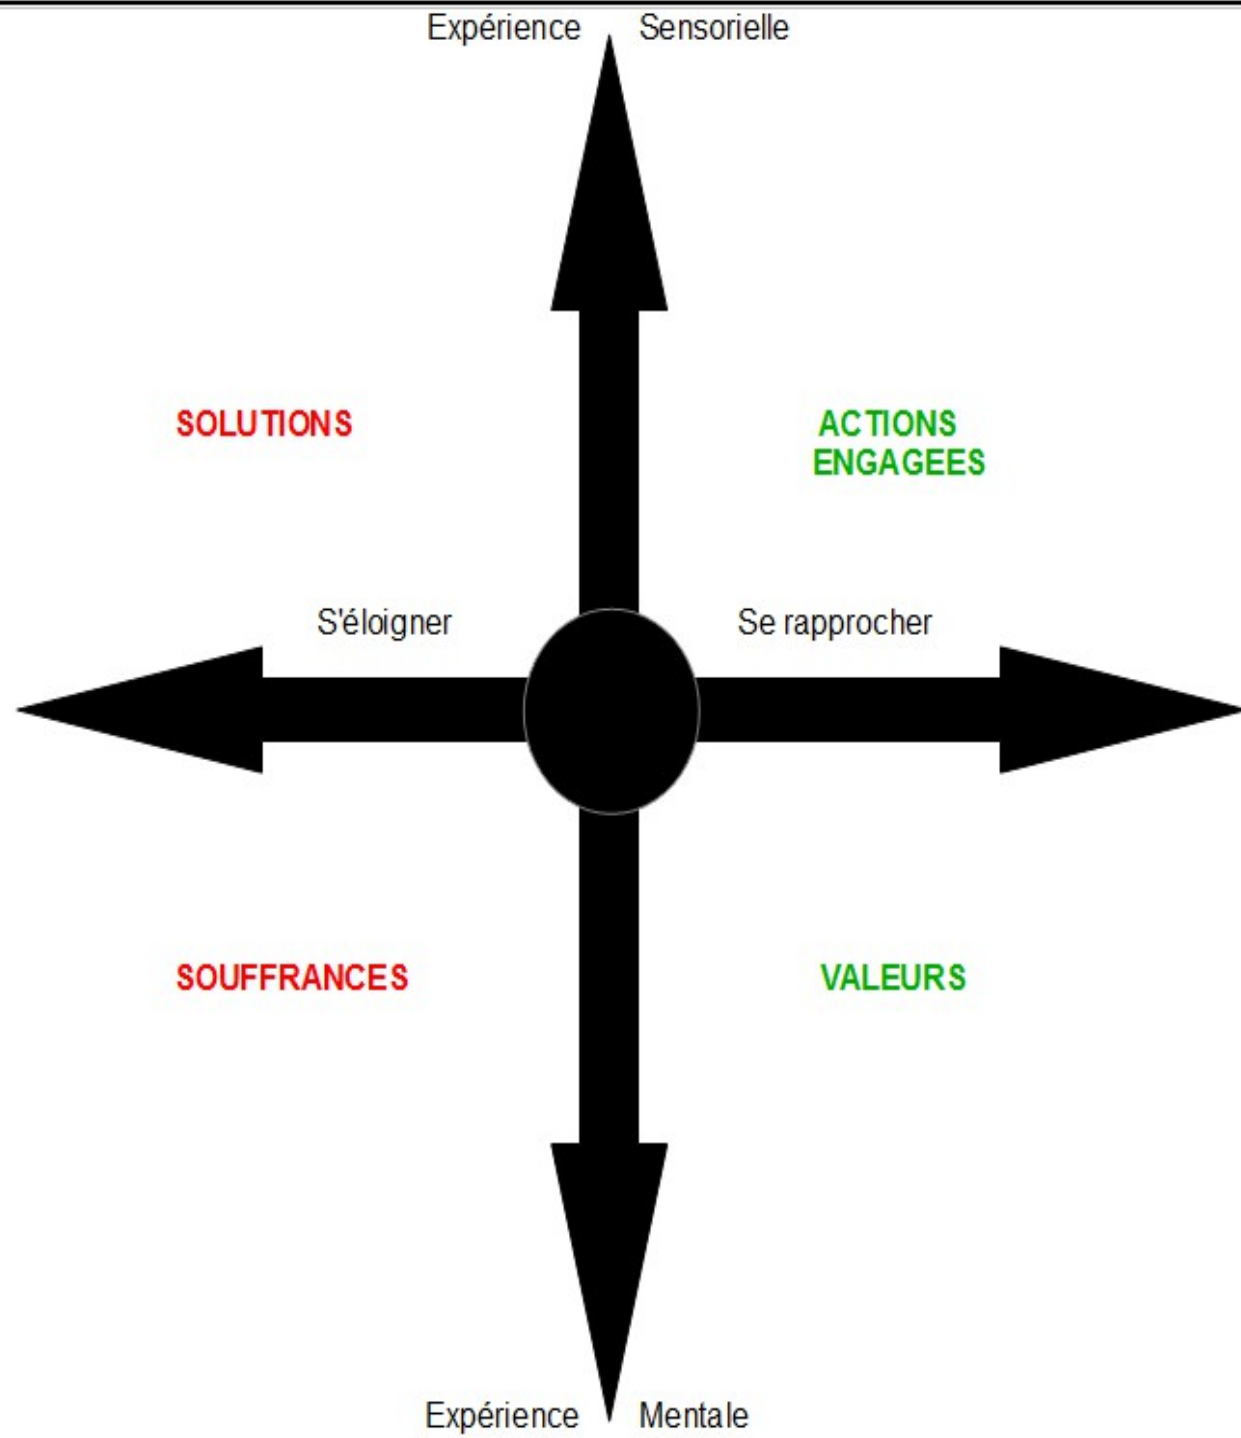 Expérience Sensorielle
SOLUTIONS
ACTIONS
ENGAGEES
S'éloigner
Se rapprocher
SOUFFRANCES
VALEURS
Expérience Mentale